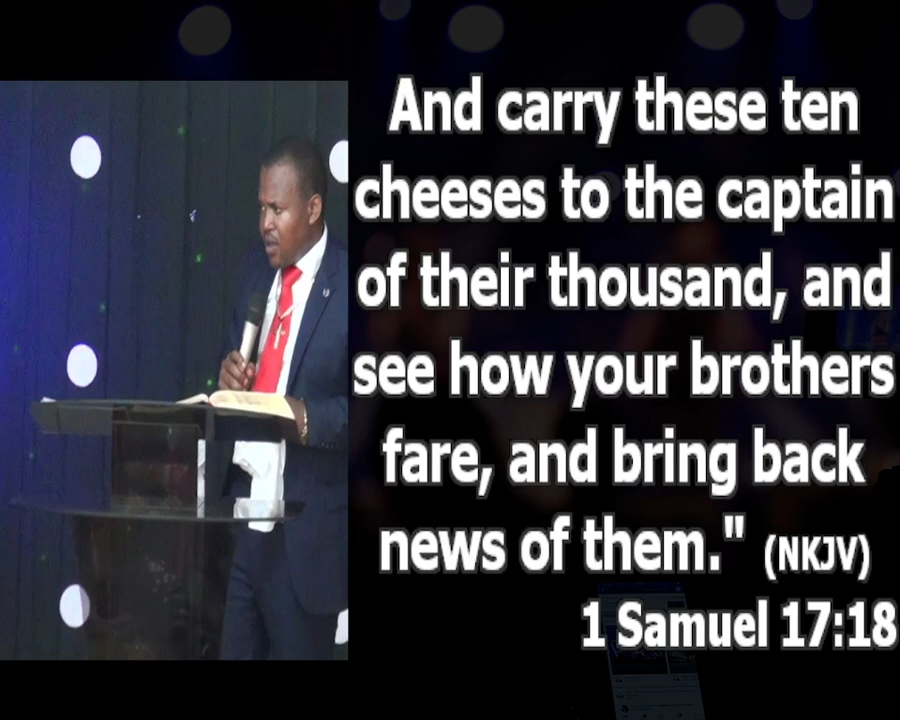 And carry these ten
cheeses to the captain
of their thousand, and
see how your brothers
fare, and bring back
news of them." (NKJV)
1 Samuel 17:18